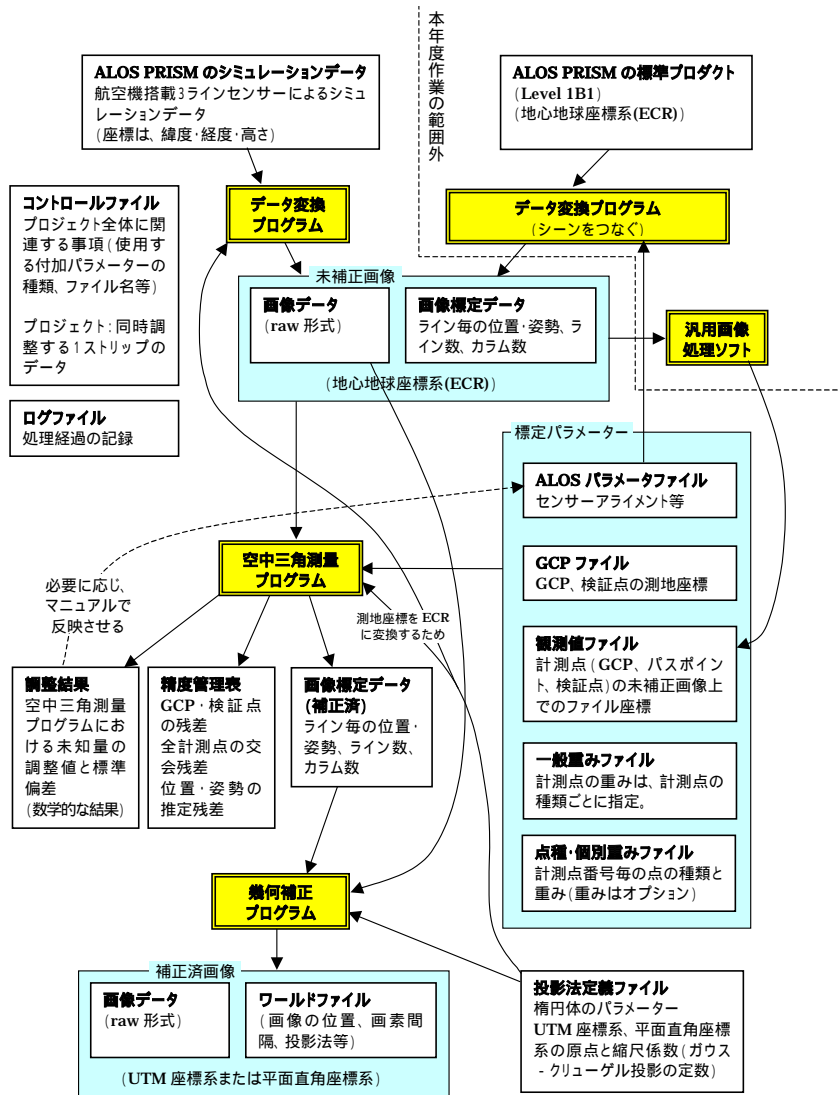 本年度作業の範囲外
ALOS PRISM のシミュレーションデータ
航空機搭載3ラインセンサーによるシミュ
レーションデータ
(座標は、緯度・経度・高さ)
ALOS PRISM の標準プロダクト
(Level 1B1)
(地心地球座標系(ECR))
コントロールファイル
プロジェクト全体に関
連する事項(使用す
る付加パラメーターの
種類、ファイル名等)
プロジェクト:同時調
整する1ストリップの
データ
データ変換
プログラム
データ変換プログラム
(シーンをつなぐ)
未補正画像
画像データ
(raw 形式)
画像標定データ
ライン毎の位置・姿勢、ラ
イン数、カラム数
(地心地球座標系(ECR))
汎用画像
処理ソフト
ログファイル
処理経過の記録
標定パラメーター
ALOS パラメータファイル
センサーアライメント等
GCP ファイル
GCP、検証点の測地座標
観測値ファイル
計測点(GCP、パスポイン
ト、検証点)の未補正画像上
でのファイル座標
一般重みファイル
計測点の重みは、計測点の
種類ごとに指定。
点種・個別重みファイル
計測点番号毎の点の種類と
重み(重みはオプション)
空中三角測量
プログラム
必要に応じ、
マニュアルで
反映させる
測地座標を ECR
に変換するため
調整結果
空中三角測量
プログラムにお
ける未知量の
調整値と標準
偏差
(数学的な結果)
精度管理表
GCP・検証点
の残差
全計測点の交
会残差
位置・姿勢の
推定残差
画像標定データ
(補正済)
ライン毎の位置・
姿勢、ライン数、
カラム数
幾何補正
プログラム
補正済画像
画像データ
(raw 形式)
ワールドファイル
(画像の位置、画素間
隔、投影法等)
(UTM 座標系または平面直角座標系)
投影法定義ファイル
楕円体のパラメーター
UTM 座標系、平面直角座標
系の原点と縮尺係数(ガウス
- クリューゲル投影の定数)